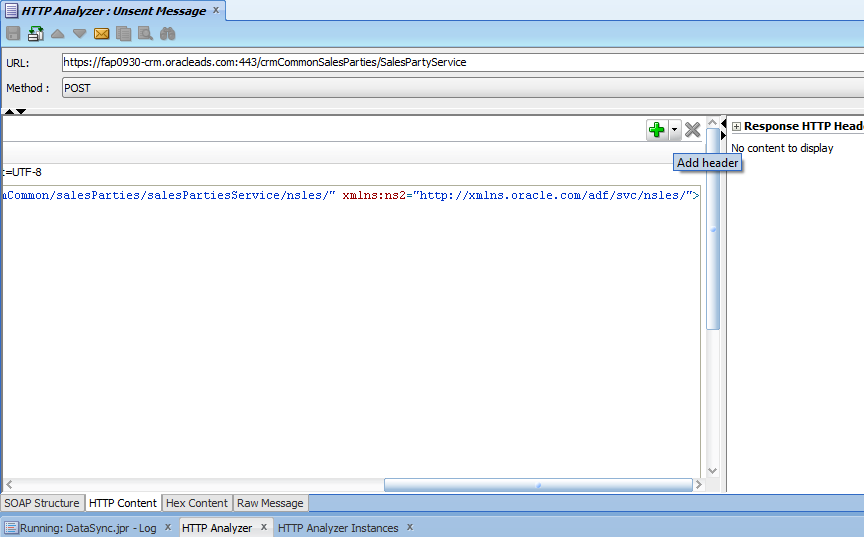 HTTP Analyzer : Unsent Message
URL: https://fap0930-crm.oracleads.com:443/crmCommonSalesParties/SalesPartyService
Method : POST
Response HTTP Head
Add header
No content to display
t=UTF-8
mCommon/salesParties/salesPartiesService/nsles/" xmlns:ns2="http://xmlns.oracle.com/adf/svc/nsles/">
SOAP Structure HTTP Content Hex Content Raw Message
Running: DataSync.jpr - Log HTTP Analyzer HTTP Analyzer Instances